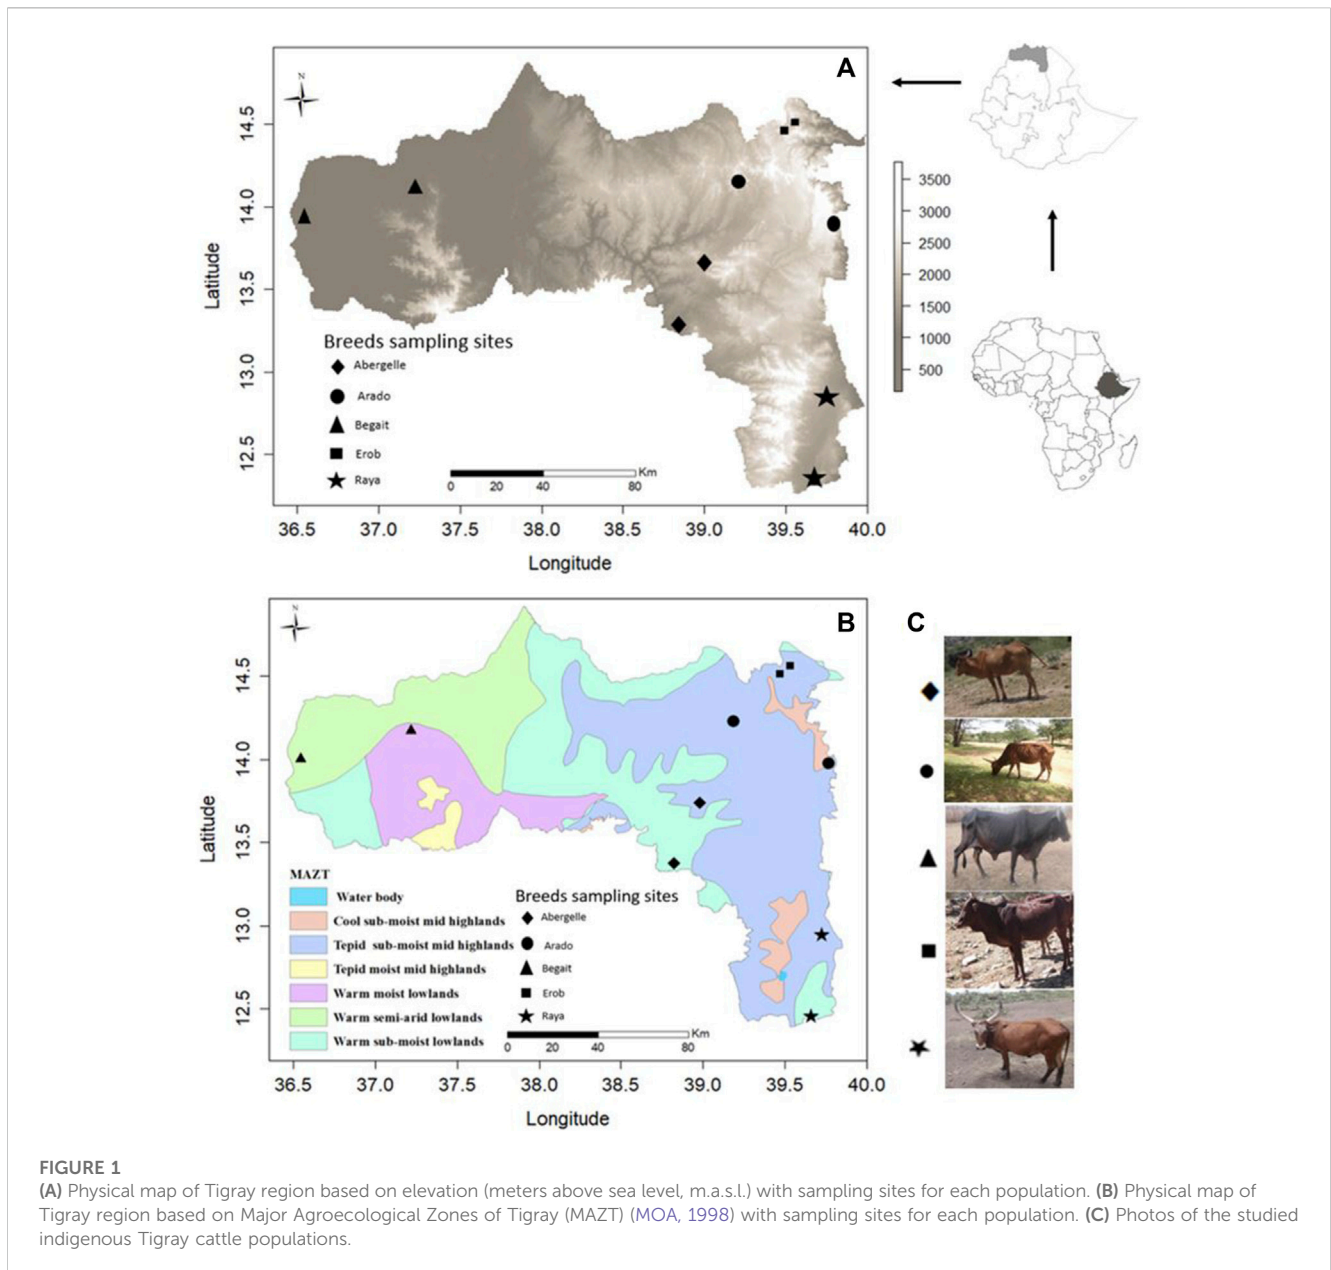 A
N
14.5
14.0
13.5
13.0
12.5
Latitude
Breeds sampling sites
Abergelle
Arado
Begait
Erob
Raya
Km
0 20 40 80
36.5 37.0 37.5 38.0 38.5 39.0 39.5 40.0
Longitude
3500
3000
2500
2000
1500
1000
500
B
N
14.5
14.0
13.5
13.0
12.5
Latitude
MAZT
Water body
Cool sub-moist mid highlands
Tepid sub-moist mid highlands
Tepid moist mid highlands
Warm moist lowlands
Warm semi-arid lowlands
Warm sub-moist lowlands
Breeds sampling sites
Abergelle
Arado
Begait
Erob
Raya
Km
0 20 40 80
36.5 37.0 37.5 38.0 38.5 39.0 39.5 40.0
Longitude
C
FIGURE 1
(A) Physical map of Tigray region based on elevation (meters above sea level, m.a.s.l.) with sampling sites for each population. (B) Physical map of
Tigray region based on Major Agroecological Zones of Tigray (MAZT) (MOA, 1998) with sampling sites for each population. (C) Photos of the studied
indigenous Tigray cattle populations.